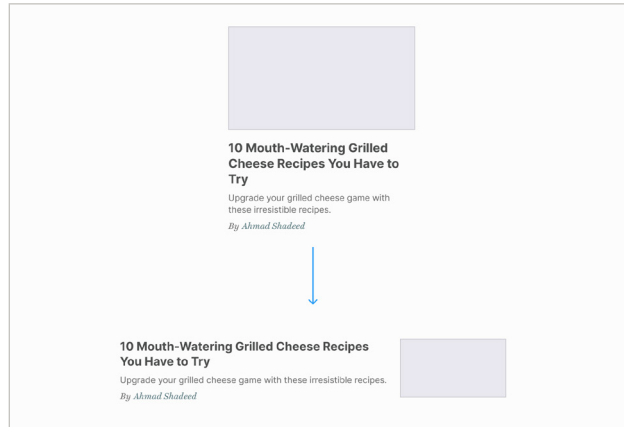 10 Mouth-Watering Grilled
Cheese Recipes You Have to
Try
Upgrade your grilled cheese game with
these irresistible recipes.
By Ahmad Shadeed
10 Mouth-Watering Grilled Cheese Recipes
You Have to Try
Upgrade your grilled cheese game with these irresistible recipes.
By Ahmad Shadeed